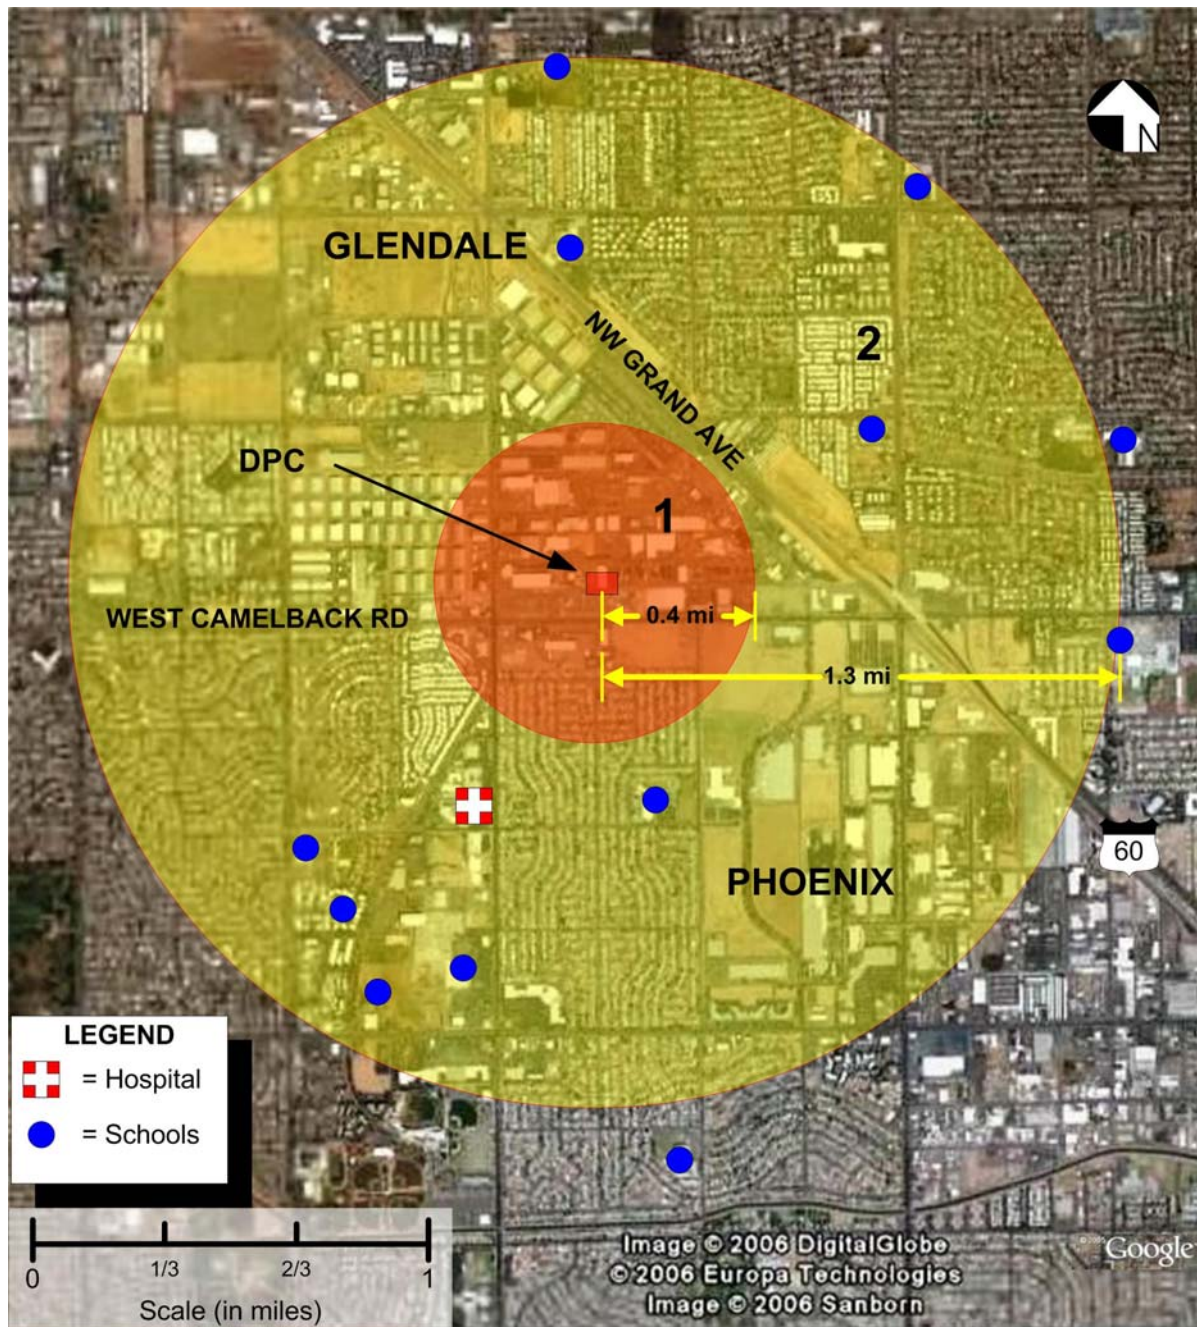 N
GLENDALE
NW GRAND AVE
2
DPC
1
WEST CAMELBACK RD
0.4 mi
1.3 mi
60
PHOENIX
LEGEND
= Hospital
= Schools
0 1/3 2/3 1
Scale (in miles)
Image © 2006 DigitalGlobe
© 2006 Europa Technologies
Image © 2006 Sanborn
Google